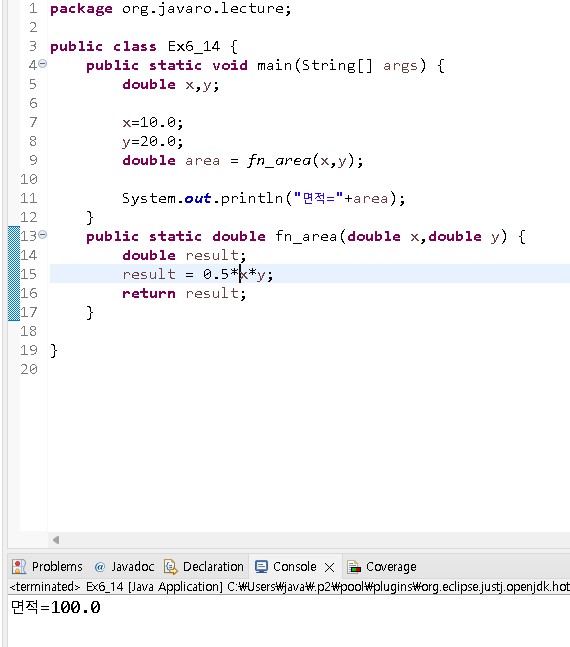 1 package org.javaro.lecture;
2
3 public class Ex6_14 {
4     public static void main(String[] args) {
5         double x,y;
6
7         x=10.0;
8         y=20.0;
9         double area = fn_area(x,y);
10
11         System.out.println("면적="+area);
12     }
13     public static double fn_area(double x,double y) {
14         double result;
15         result = 0.5*x*y;
16         return result;
17     }
18
19 }
20
Problems @ Javadoc Declaration Console Coverage
<terminated> Ex6_14 [Java Application] C:₩Users₩java₩.p2₩pool₩plugins₩org.eclipse.justj.openjdk.hot
면적=100.0